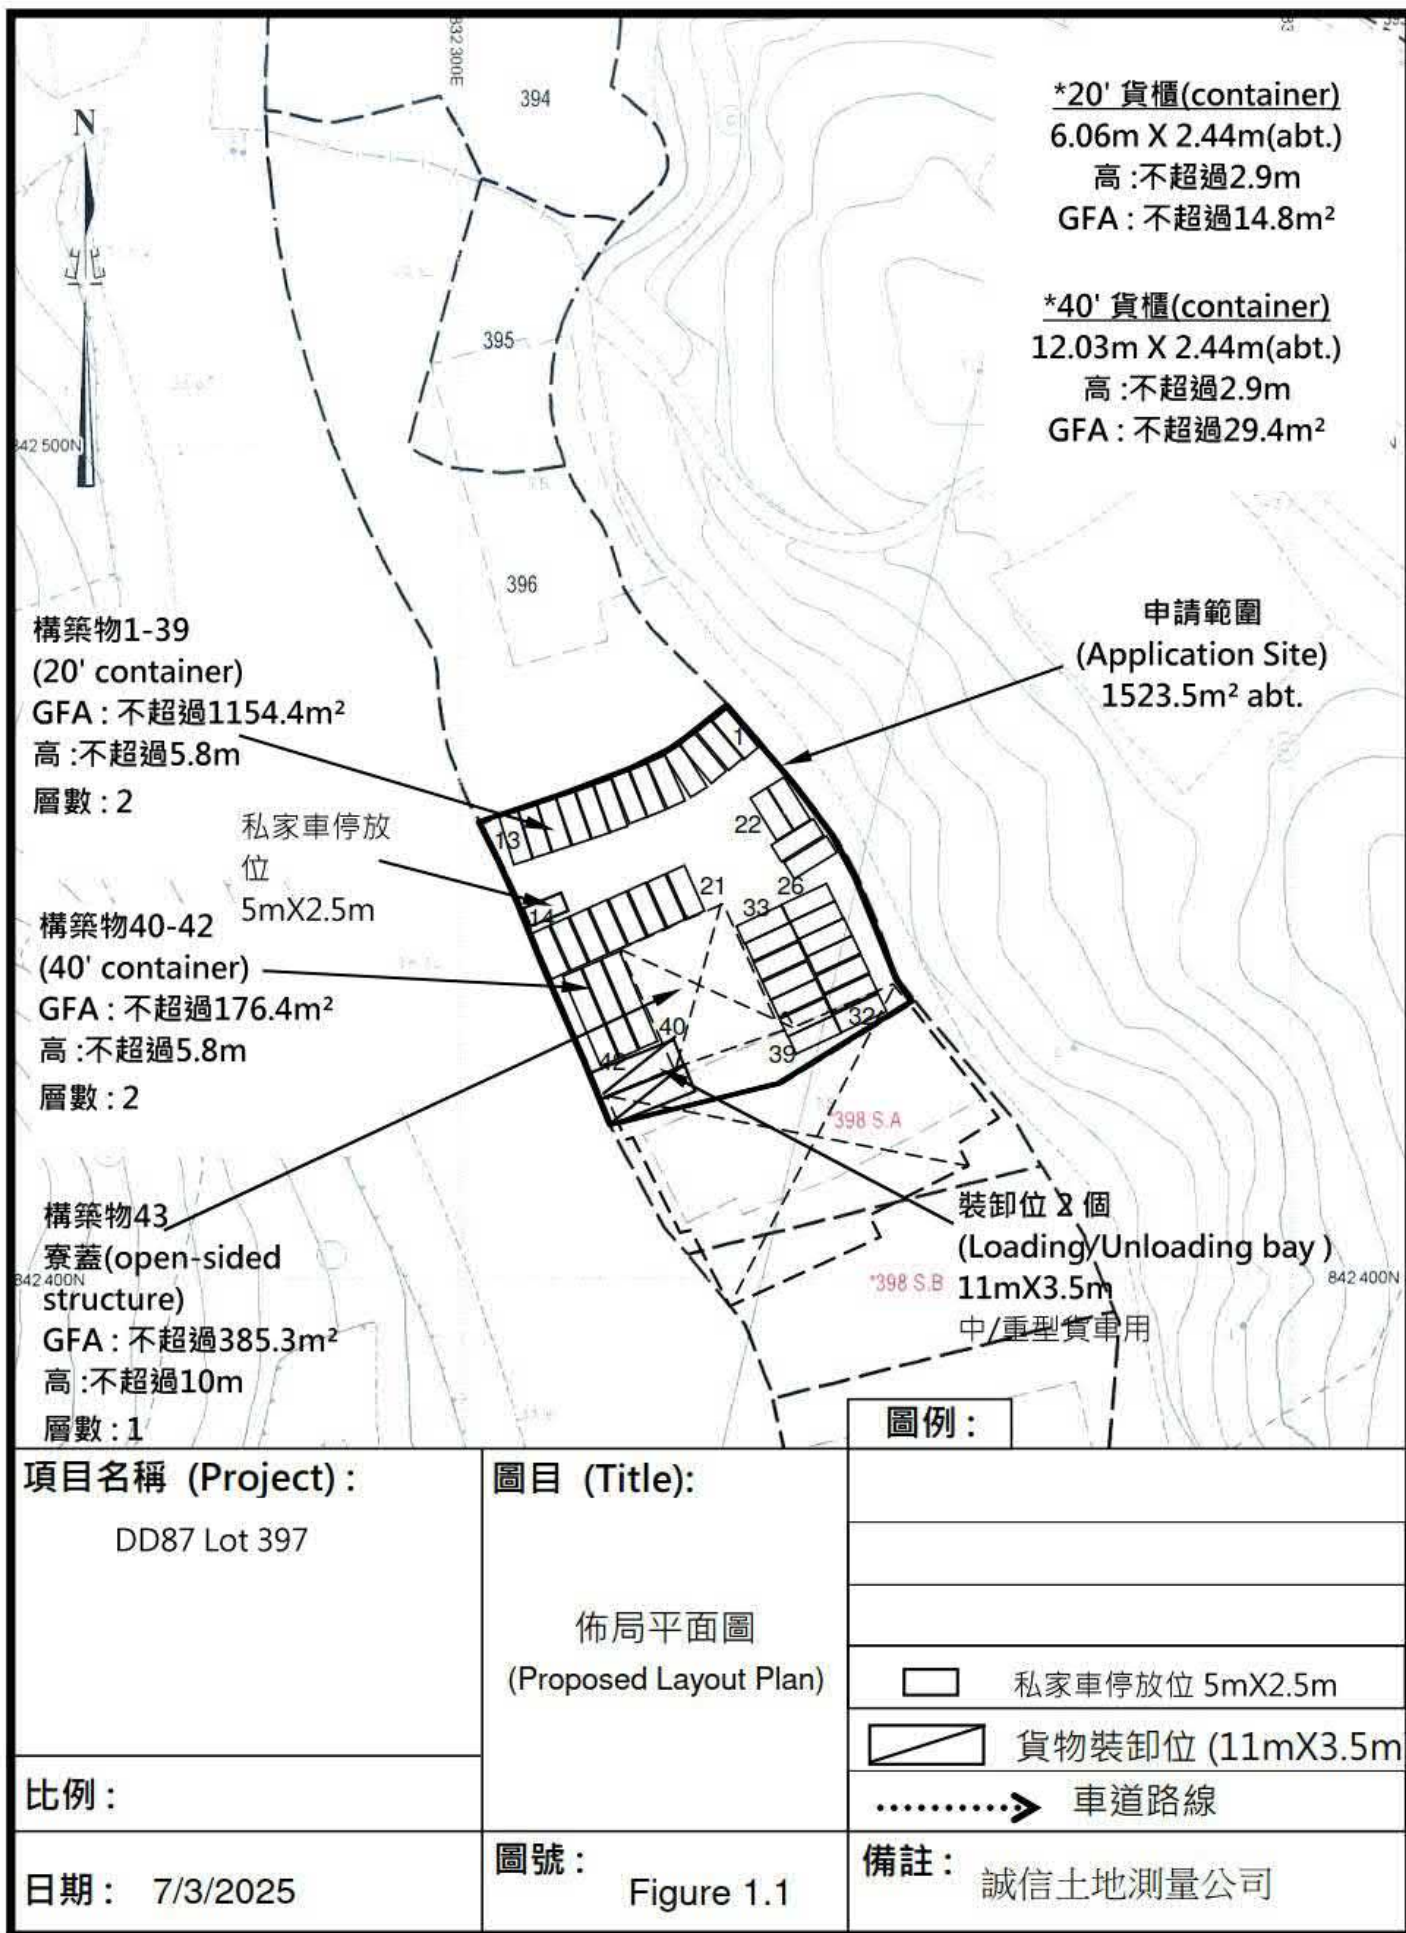 832 300E
394
N
*20' 貨櫃(container)
6.06m X 2.44m(abt.)
高 :不超過2.9m
GFA : 不超過14.8m²
*40' 貨櫃(container)
12.03m X 2.44m(abt.)
高 :不超過2.9m
GFA : 不超過29.4m²
395
842 500N
396
構築物1-39
(20' container)
GFA : 不超過1154.4m²
高 :不超過5.8m
層數 : 2
申請範圍
(Application Site)
1523.5m² abt.
私家車停放
位
5mX2.5m
1
13
22
14
21
26
33
40
32
42
39
構築物40-42
(40' container)
GFA : 不超過176.4m²
高 :不超過5.8m
層數 : 2
*398 S.A
構築物43
寮蓋(open-sided
structure)
GFA : 不超過385.3m²
高 :不超過10m
層數 : 1
842 400N
*398 S.B
裝卸位 2 個
(Loading/Unloading bay )
11mX3.5m
中/重型貨車用
842 400N
圖例 :
項目名稱 (Project) :
DD87 Lot 397
圖目 (Title):
佈局平面圖
(Proposed Layout Plan)
私家車停放位 5mX2.5m
貨物裝卸位 (11mX3.5m
車道路線
比例 :
日期 : 7/3/2025
圖號 :
Figure 1.1
備註 :
誠信土地測量公司